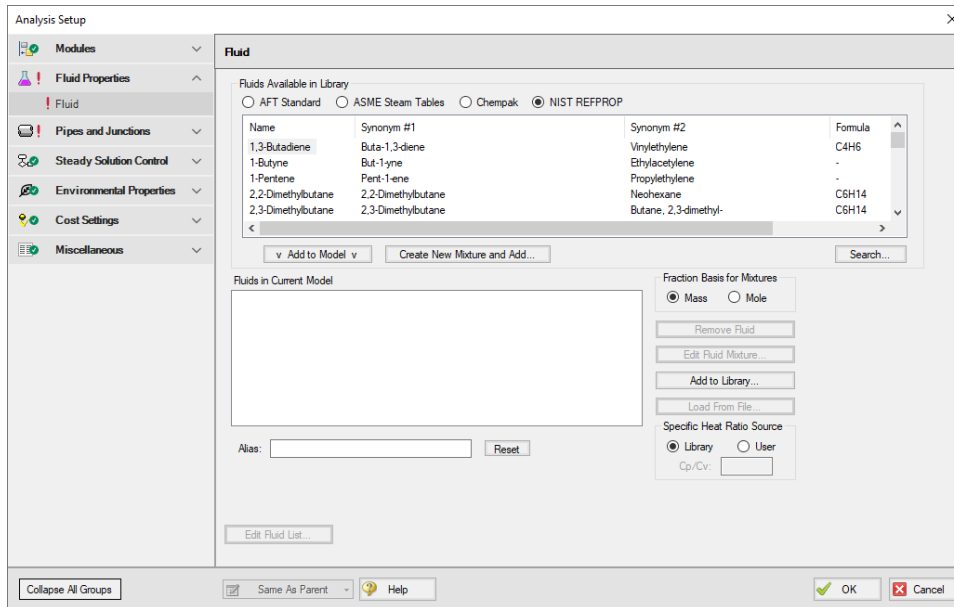 Analysis Setup
Modules
Fluid Properties
Fluid
Pipes and Junctions
Steady Solution Control
Environmental Properties
Cost Settings
Miscellaneous
Collapse All Groups
Fluid
Fluids Available in Library
AFT Standard ASME Steam Tables Chempak NIST REFPROP
Name Synonym #1 Synonym #2 Formula
1,3-Butadiene Buta-1,3-diene Vinylethylene C4H6
1-Butyne But-1-yne Ethylacetylene -
1-Pentene Pent-1-ene Propylethylene -
2,2-Dimethylbutane 2,2-Dimethylbutane Neohexane C6H14
2,3-Dimethylbutane 2,3-Dimethylbutane Butane, 2,3-dimethyl- C6H14
v Add to Model v Create New Mixture and Add... Search...
Fluids in Current Model
Fraction Basis for Mixtures
Mass Mole
Remove Fluid
Edit Fluid Mixture...
Add to Library...
Load From File...
Specific Heat Ratio Source
Library User
Cp/Cv:
Alias: Reset
Edit Fluid List...
Same As Parent Help OK Cancel